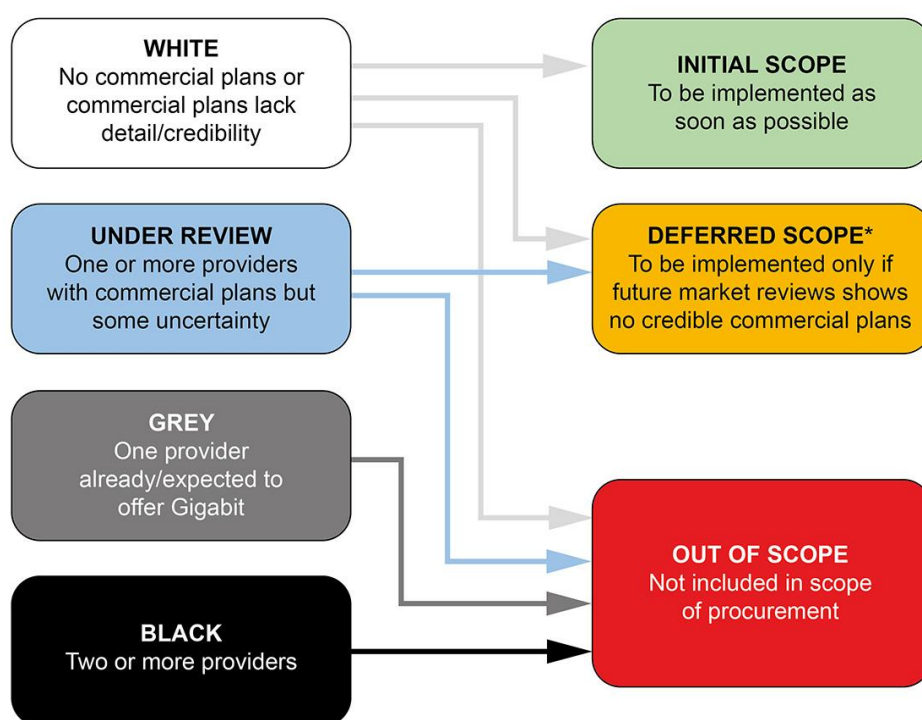 WHITE
No commercial plans or
commercial plans lack
detail/credibility
INITIAL SCOPE
To be implemented as
soon as possible
UNDER REVIEW
One or more providers
with commercial plans but
some uncertainty
DEFERRED SCOPE*
To be implemented only if
future market reviews shows
no credible commercial plans
GREY
One provider
already/expected to
offer Gigabit
OUT OF SCOPE
Not included in scope
of procurement
BLACK
Two or more providers